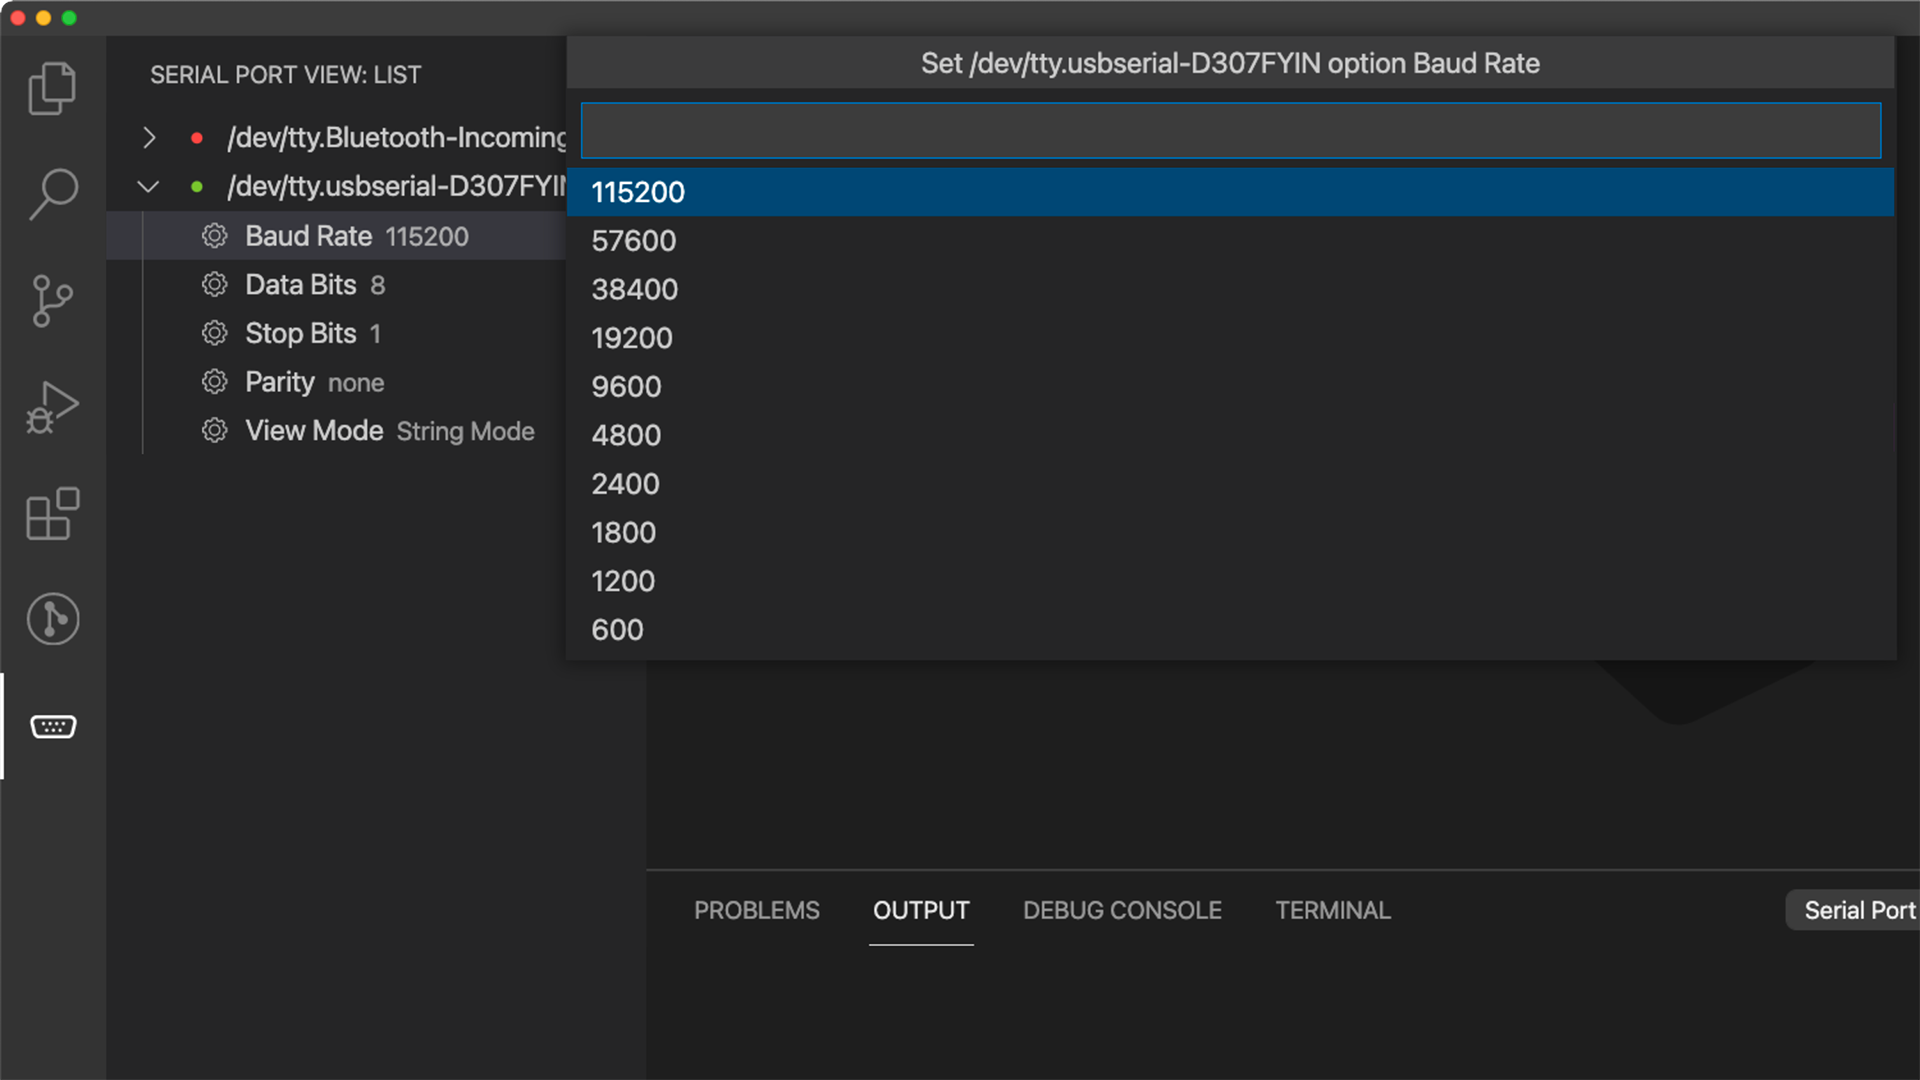 SERIAL PORT VIEW: LIST
/dev/tty.Bluetooth-Incoming
/dev/tty.usbserial-D307FYIN
Baud Rate 115200
Data Bits 8
Stop Bits 1
Parity none
View Mode String Mode
Set /dev/tty.usbserial-D307FYIN option Baud Rate
115200
57600
38400
19200
9600
4800
2400
1800
1200
600
PROBLEMS
OUTPUT
DEBUG CONSOLE
TERMINAL
Serial Port